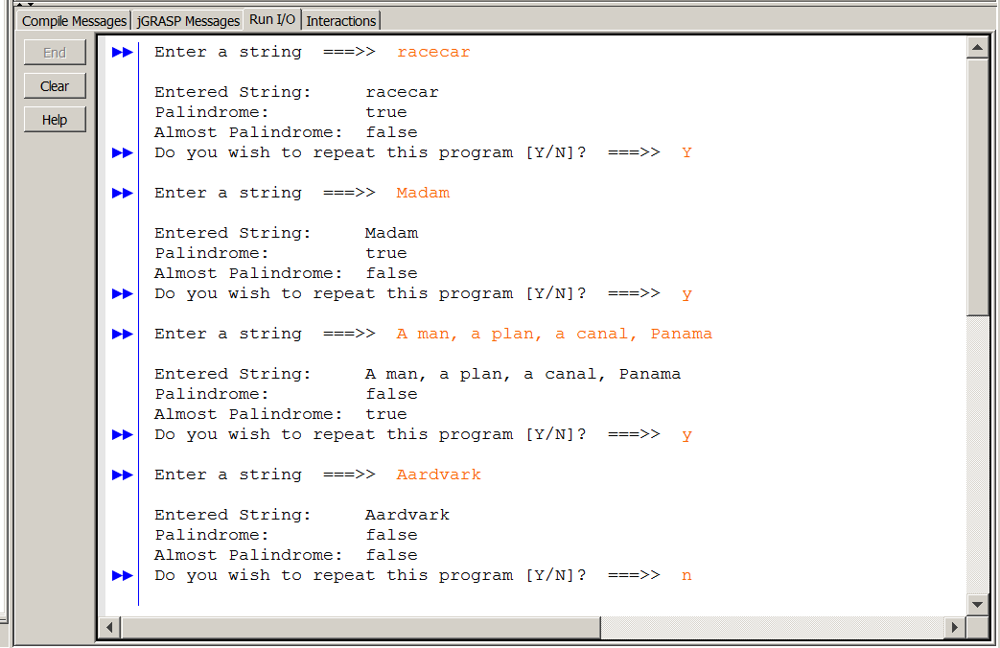 Compile Messages jGRASP Messages Run I/O Interactions
End
Clear
Help
Enter a string ===>> racecar
Entered String: racecar
Palindrome: true
Almost Palindrome: false
Do you wish to repeat this program [Y/N]? ===>> Y
Enter a string ===>> Madam
Entered String: Madam
Palindrome: true
Almost Palindrome: false
Do you wish to repeat this program [Y/N]? ===>> y
Enter a string ===>> A man, a plan, a canal, Panama
Entered String: A man, a plan, a canal, Panama
Palindrome: false
Almost Palindrome: true
Do you wish to repeat this program [Y/N]? ===>> y
Enter a string ===>> Aardvark
Entered String: Aardvark
Palindrome: false
Almost Palindrome: false
Do you wish to repeat this program [Y/N]? ===>> n